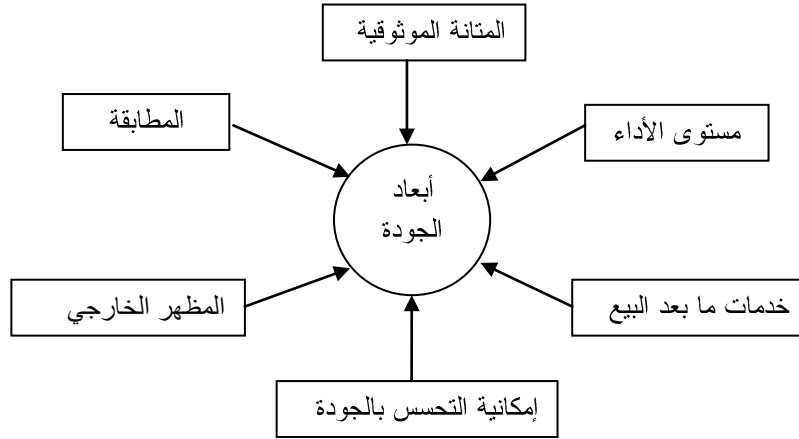 المتانة الموثوقية
المطابقة
مستوى الأداء
أبعاد
الجودة
المظهر الخارجي
خدمات ما بعد البيع
إمكانية التحسس بالجودة